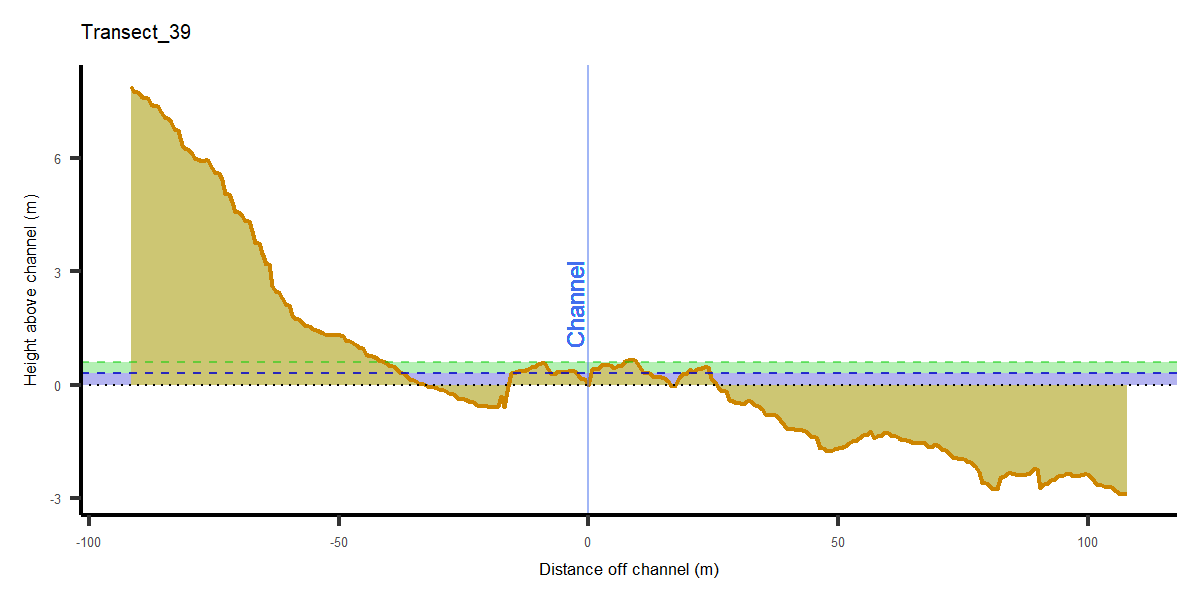 Transect_39
Height above channel (m)
6
3
0
-3
Channel
-100
-50
0
50
100
Distance off channel (m)